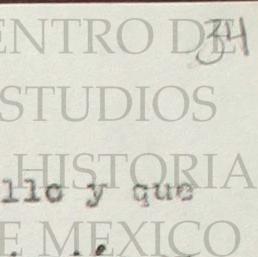 ENTRO DE
34
STUDIOS
HISTORIA
llo y que
E MEXICO